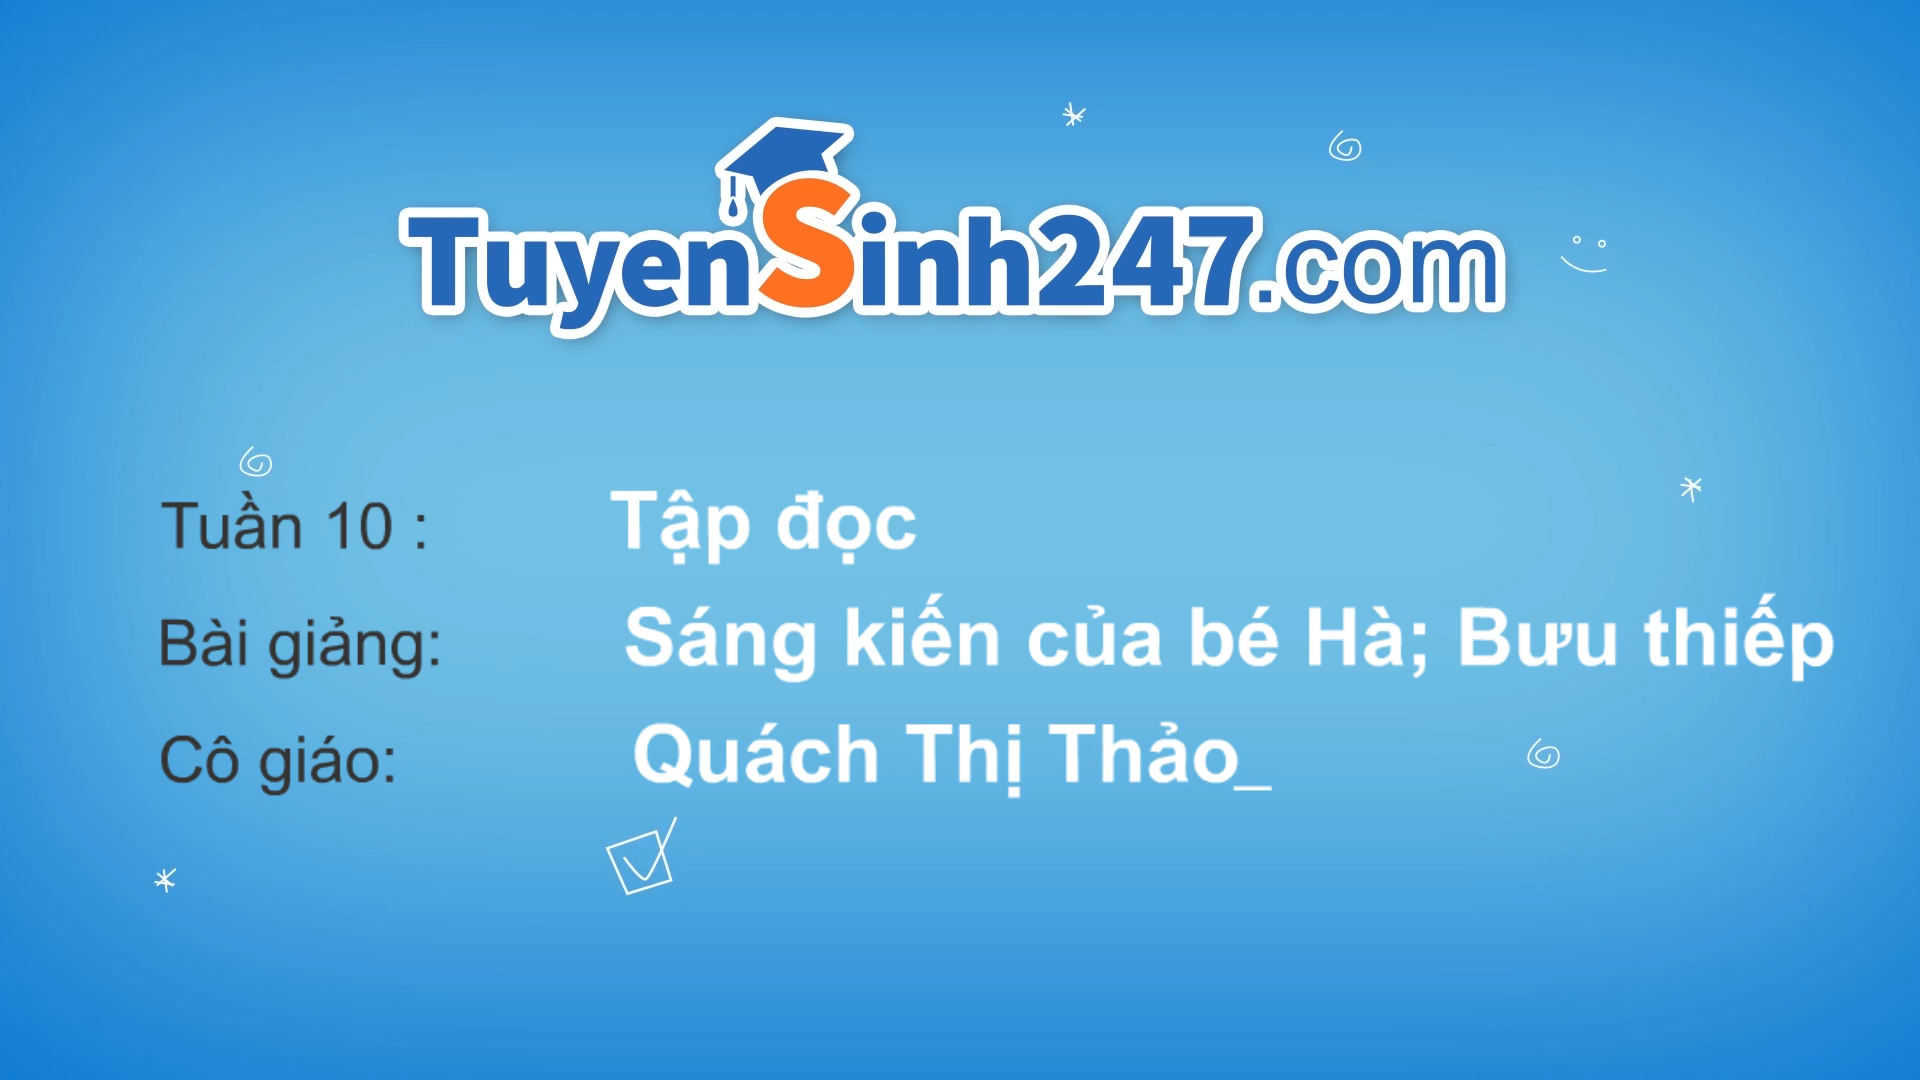 TuyenSinh247.com
Tuần 10 : Tập đọc
Bài giảng: Sáng kiến của bé Hà; Bưu thiếp
Cô giáo: Quách Thị Thảo_